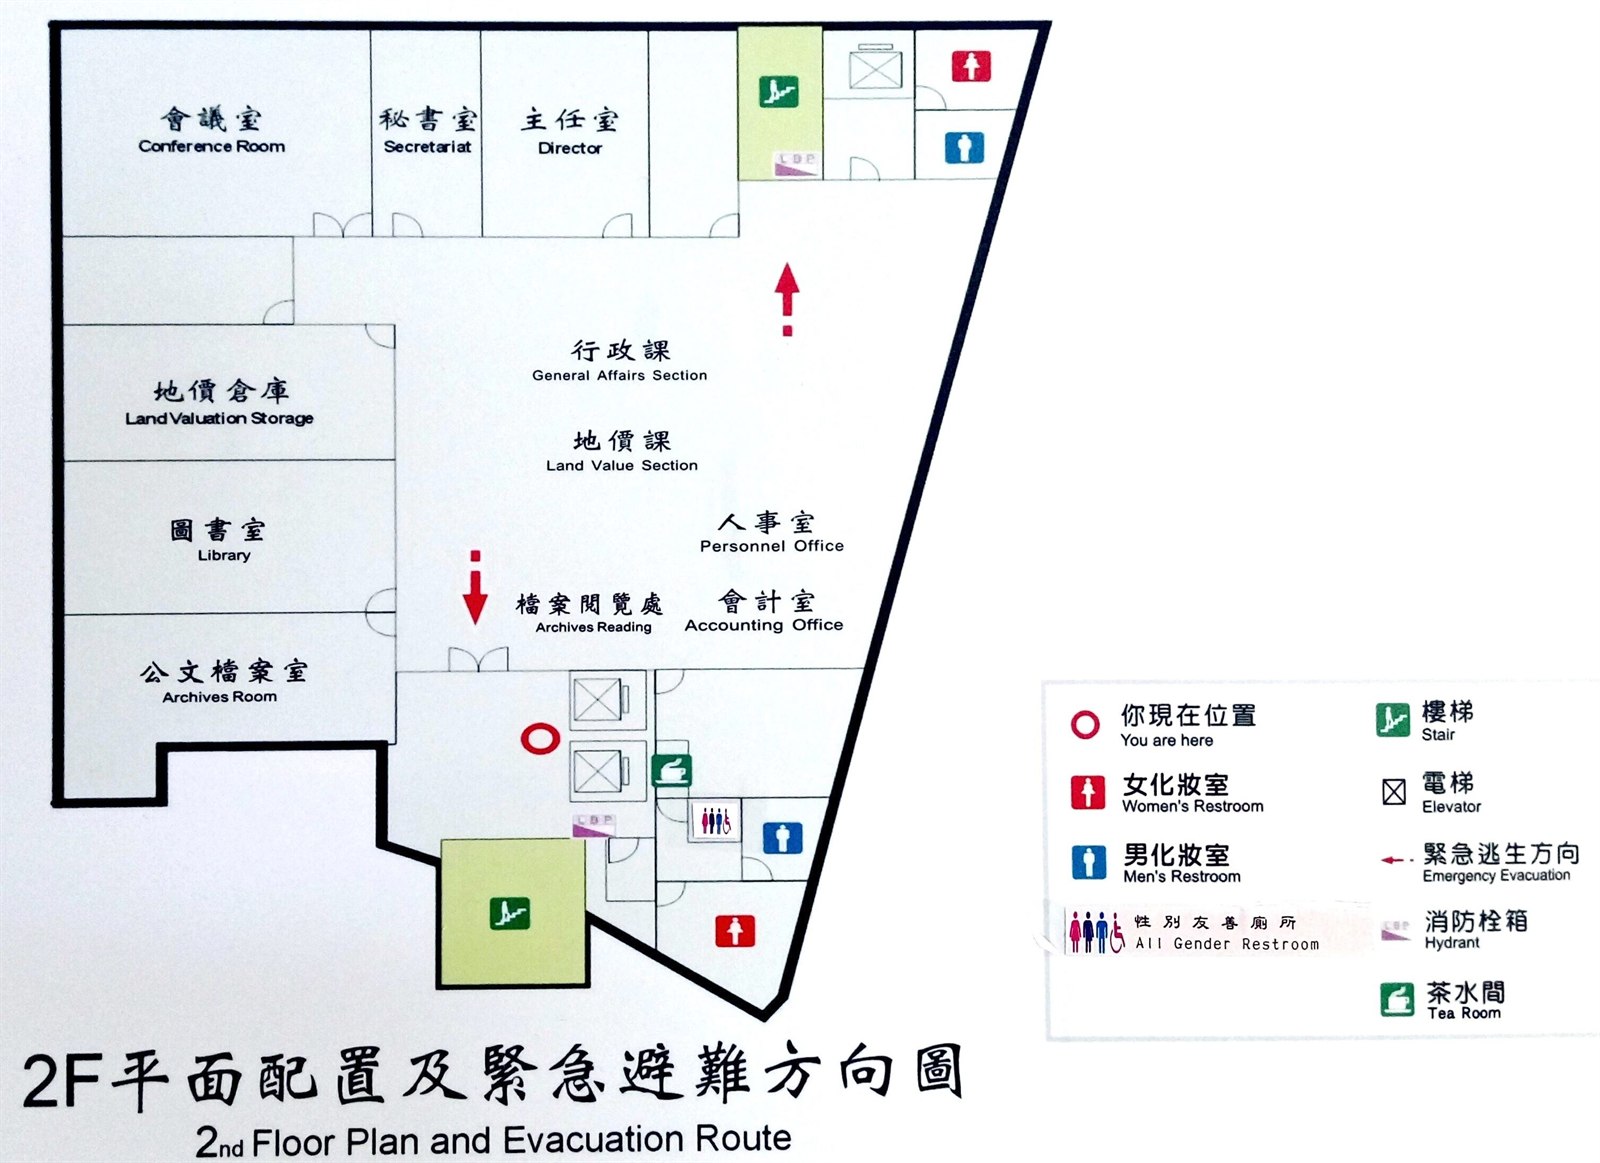 會議室
Conference Room
秘書室
Secretariat
主任室
Director
LBP
行政課
General Affairs Section
地價倉庫
Land Valuation Storage
地價課
Land Value Section
圖書室
Library
人事室
Personnel Office
檔案閱覽處
Archives Reading
會計室
Accounting Office
公文檔案室
Archives Room
LBP
你現在位置
You are here
樓梯
Stair
女化妝室
Women's Restroom
電梯
Elevator
男化妝室
Men's Restroom
緊急逃生方向
Emergency Evacuation
性別友善廁所
All Gender Restroom
LBP
消防栓箱
Hydrant
茶水間
Tea Room
2F平面配置及緊急避難方向圖
2nd Floor Plan and Evacuation Route